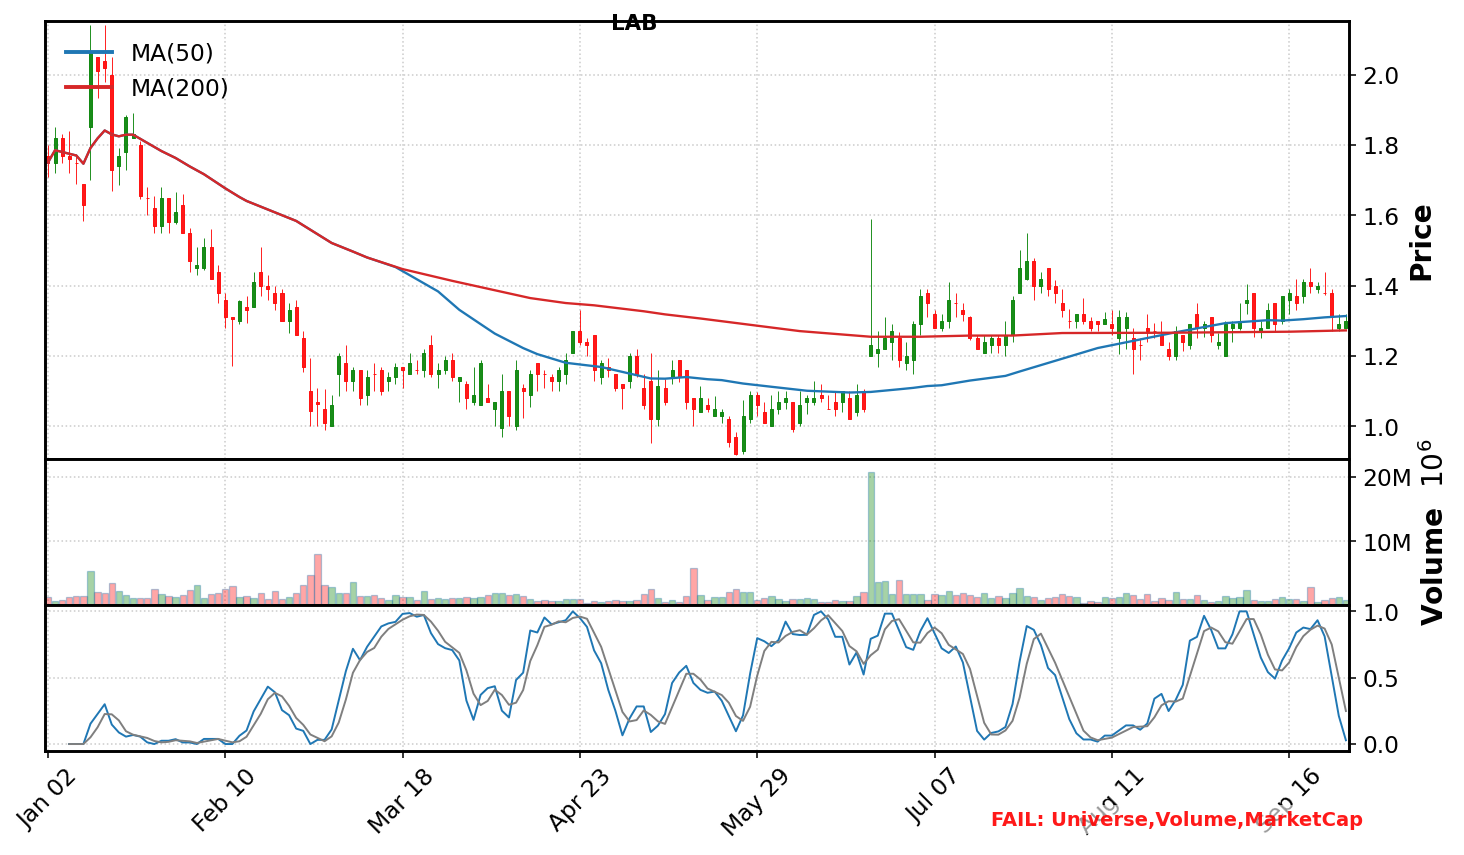 LAB
MA(50)
MA(200)
2.0
1.8
1.6
1.4
1.2
1.0
Price
20M
10M
Volume 10^6
1.0
0.5
0.0
Jan 02
Feb 10
Mar 18
Apr 23
May 29
Jul 07
Aug 11
Sep 16
FAIL: Universe,Volume,MarketCap